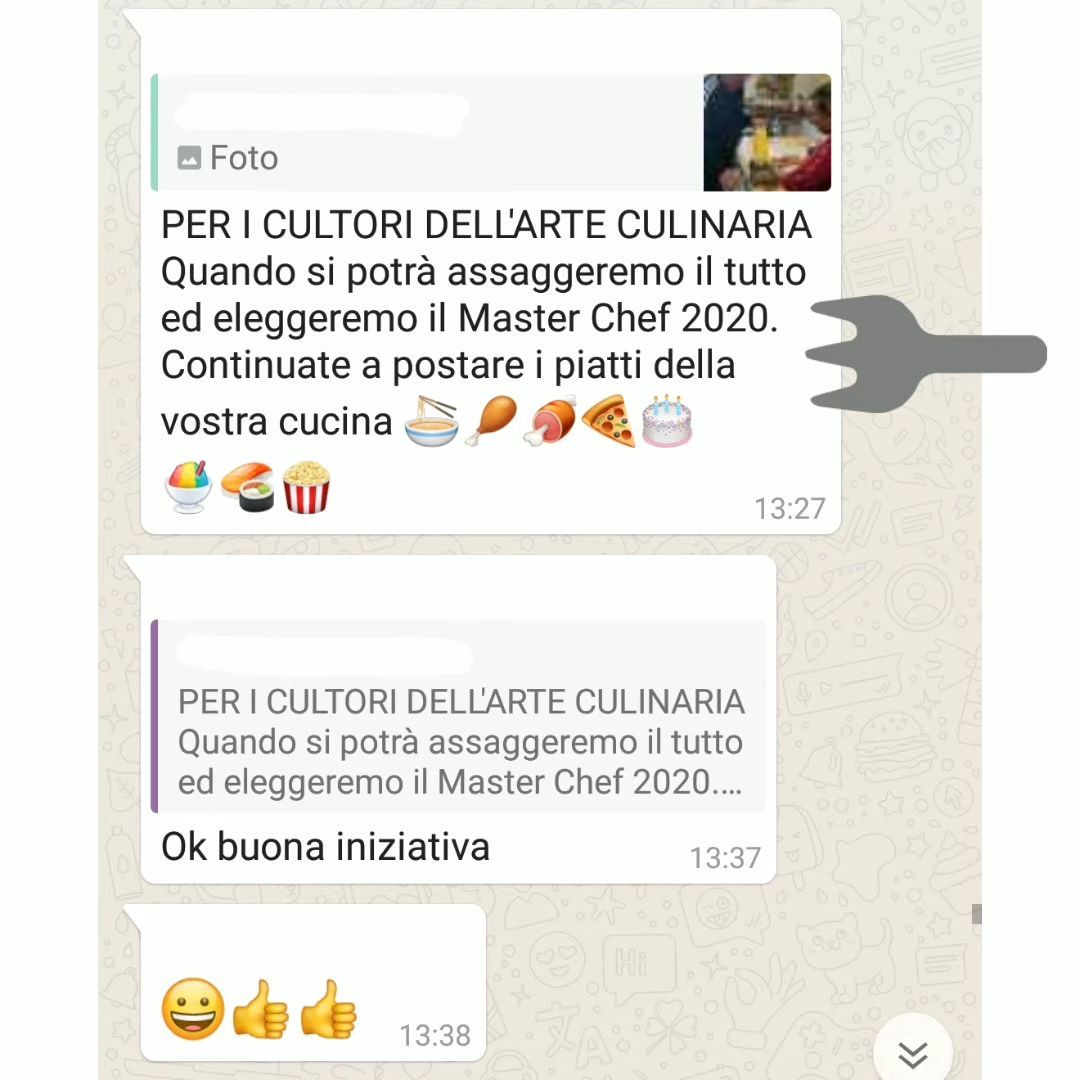 Foto
PER I CULTORI DELL'ARTE CULINARIA
Quando si potrà assaggeremo il tutto
ed eleggeremo il Master Chef 2020.
Continuate a postare i piatti della
vostra cucina 🍜🍗🍖🍕🎂
🍧🍣🍿
13:27
PER I CULTORI DELL'ARTE CULINARIA
Quando si potrà assaggeremo il tutto
ed eleggeremo il Master Chef 2020....
Ok buona iniziativa
13:37
😀👍👍
13:38